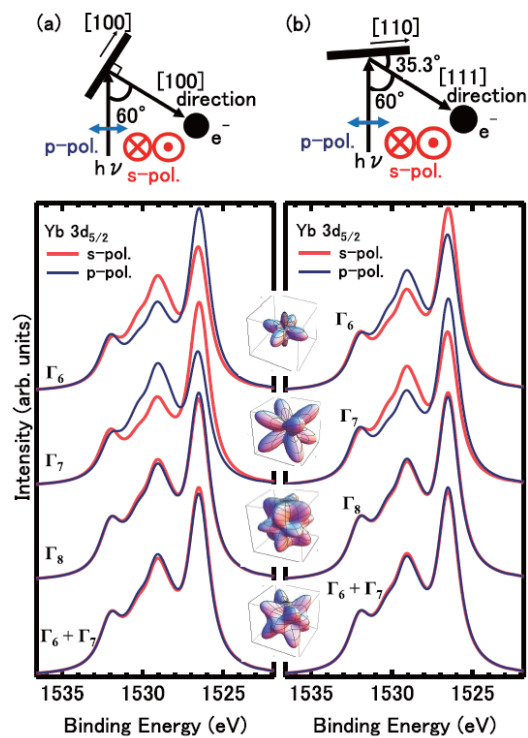 (a)
[100]
[100]
direction
60°
p-pol.
hν
s-pol.
e⁻
(b)
[110]
35.3°
[111]
direction
60°
p-pol.
hν
s-pol.
e⁻
Yb 3d5/2
s-pol.
p-pol.
Γ6
Γ7
Γ8
Γ6 + Γ7
Yb 3d5/2
s-pol.
p-pol.
Γ6
Γ7
Γ8
Γ6 + Γ7
Intensity (arb. units)
1535 1530 1525
Binding Energy (eV)
1535 1530 1525
Binding Energy (eV)